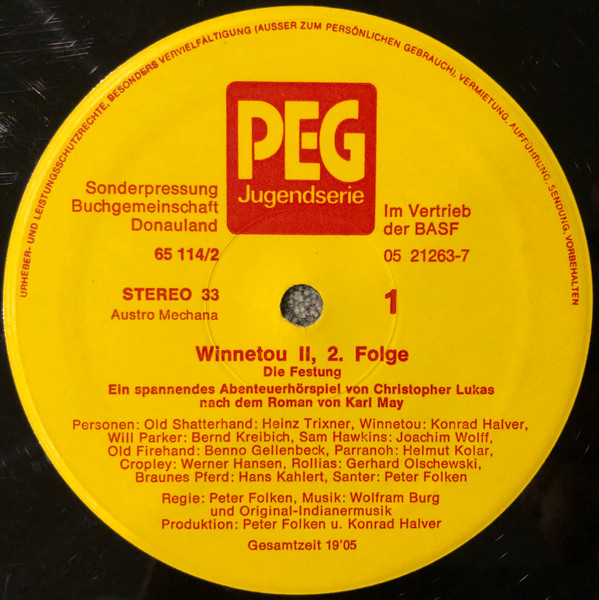 URHEBER- UND LEISTUNGSSCHUTZRECHTE, BESONDERS VERVIELFÄLTIGUNG (AUSSER ZUM PERSÖNLICHEN GEBRAUCH), VERMIETUNG, AUFFÜHRUNG, SENDUNG, VORBEHALTEN
PEG
Jugendserie
Sonderpressung
Buchgemeinschaft
Donauland
65 114/2
Im Vertrieb
der BASF
05 21263-7
STEREO 33
Austro Mechana
1
Winnetou II, 2. Folge
Die Festung
Ein spannendes Abenteuerhörspiel von Christopher Lukas
nach dem Roman von Karl May
Personen: Old Shatterhand: Heinz Trixner, Winnetou: Konrad Halver,
Will Parker: Bernd Kreibich, Sam Hawkins: Joachim Wolff,
Old Firehand: Benno Gellenbeck, Parranoh: Helmut Kolar,
Cropley: Werner Hansen, Rollias: Gerhard Olschewski,
Braunes Pferd: Hans Kahlert, Santer: Peter Folken
Regie: Peter Folken, Musik: Wolfram Burg
und Original-Indianermusik
Produktion: Peter Folken u. Konrad Halver
Gesamtzeit 19'05